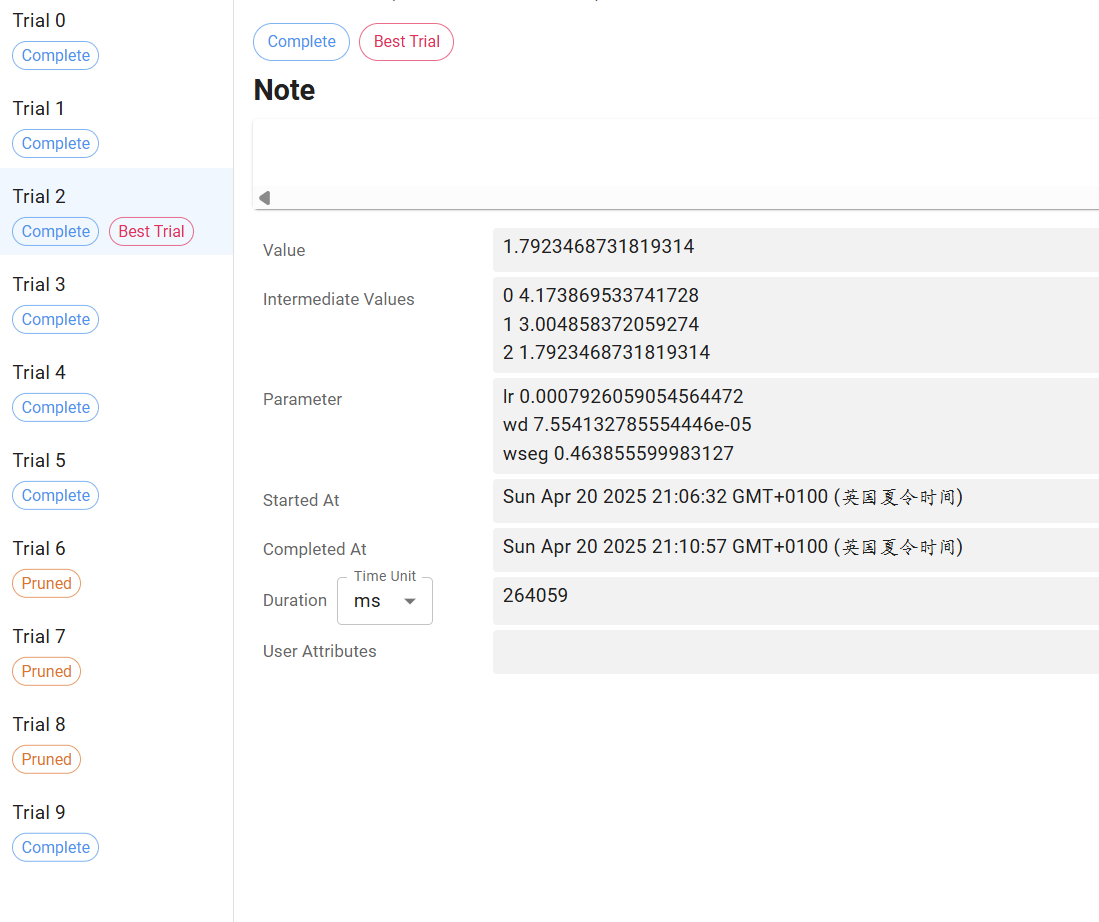 Trial 0
Complete
Trial 1
Complete
Trial 2
Complete Best Trial
Trial 3
Complete
Trial 4
Complete
Trial 5
Complete
Trial 6
Pruned
Trial 7
Pruned
Trial 8
Pruned
Trial 9
Complete
Complete Best Trial
Note
Value 1.7923468731819314
Intermediate Values 0 4.173869533741728
1 3.004858372059274
2 1.7923468731819314
Parameter lr 0.0007926059054564472
wd 7.554132785554446e-05
wseg 0.463855599983127
Started At Sun Apr 20 2025 21:06:32 GMT+0100 (英国夏令时间)
Completed At Sun Apr 20 2025 21:10:57 GMT+0100 (英国夏令时间)
Time Unit
Duration ms 264059
User Attributes